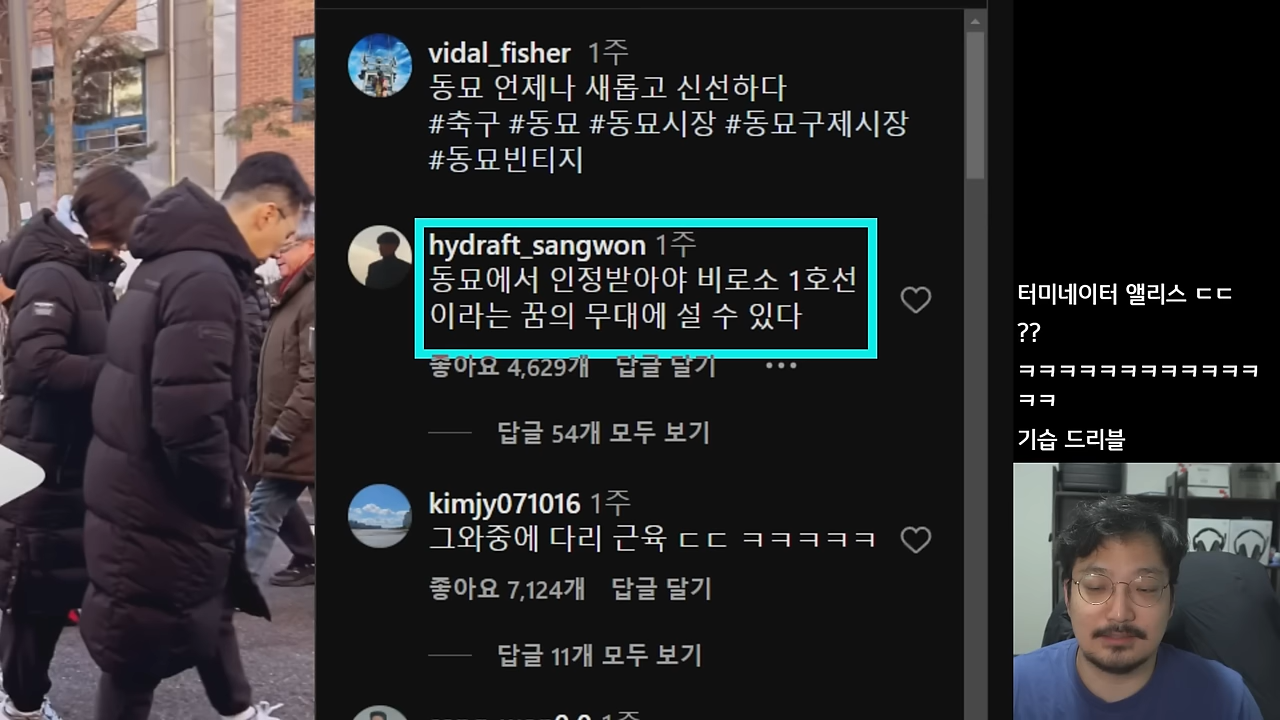 vidal_fisher 1주
동묘 언제나 새롭고 신선하다
#축구 #동묘 #동묘시장 #동묘구제시장
#동묘빈티지
hydraft_sangwon 1주
동묘에서 인정받아야 비로소 1호선
이라는 꿈의 무대에 설 수 있다
좋아요 4,629개 답글 달기
답글 54개 모두 보기
kimjy071016 1주
그와중에 다리 근육 ㄷㄷ ㅋㅋㅋㅋㅋ
좋아요 7,124개 답글 달기
답글 11개 모두 보기
터미네이터 앨리스 ㄷㄷ
??
ㅋㅋㅋㅋㅋㅋㅋㅋㅋㅋㅋㅋ
ㅋㅋ
기습 드리블